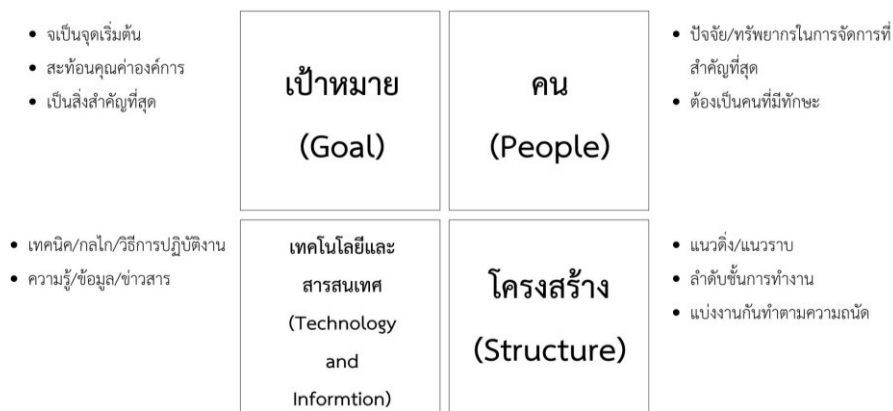 • จเป็นจุดเริ่มต้น
• สะท้อนคุณค่าองค์การ
• เป็นสิ่งสำคัญที่สุด
เป้าหมาย
(Goal)
คน
(People)
• ปัจจัย/ทรัพยากรในการจัดการที่
สำคัญที่สุด
• ต้องเป็นคนที่มีทักษะ
• เทคนิค/กลไก/วิธีการปฏิบัติงาน
• ความรู้/ข้อมูล/ข่าวสาร
เทคโนโลยีและ
สารสนเทศ
(Technology
and
Informtion)
โครงสร้าง
(Structure)
• แนวดิ่ง/แนวราบ
• ลำดับชั้นการทำงาน
• แบ่งงานกันทำตามความถนัด